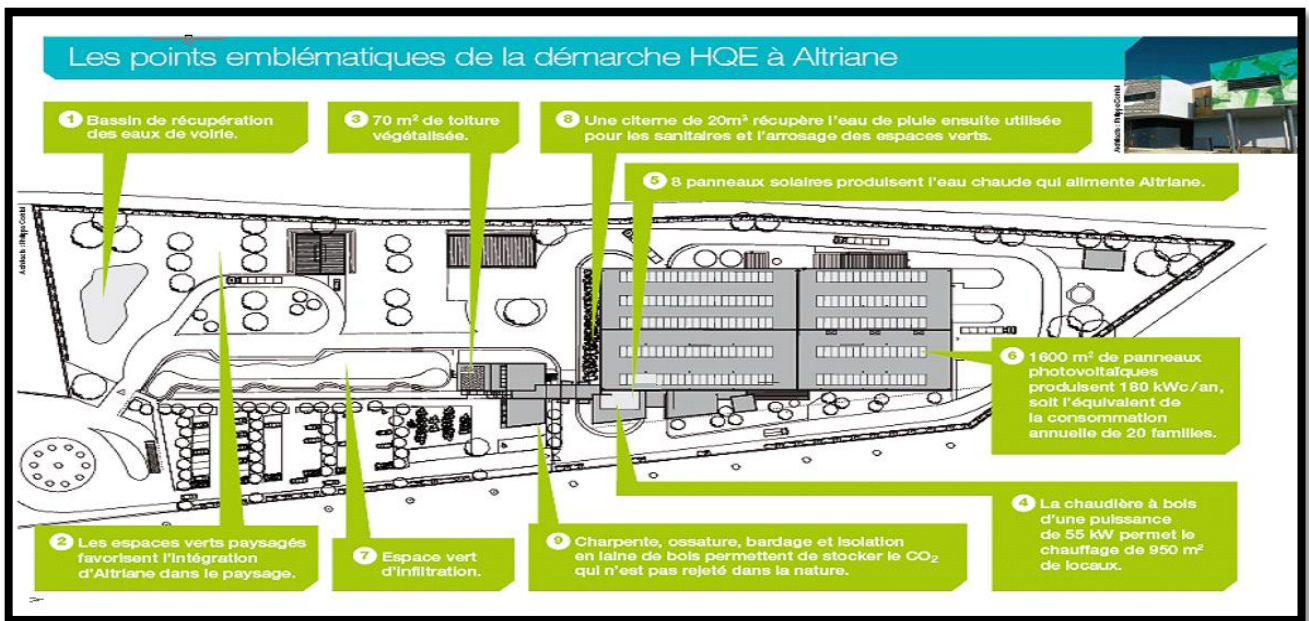 Les points emblématiques de la démarche HQE à Altriane
Architecte : Philippe Cordal
1 Bassin de récupération
des eaux de voirie.
3 70 m² de toiture
végétalisée.
8 Une citerne de 20m³ récupère l'eau de pluie ensuite utilisée
pour les sanitaires et l'arrosage des espaces verts.
5 8 panneaux solaires produisent l'eau chaude qui alimente Altriane.
6 1600 m² de panneaux
photovoltaïques
produisent 180 kWc/an,
soit l'équivalent de
la consommation
annuelle de 20 familles.
4 La chaudière à bois
d'une puissance
de 55 kW permet le
chauffage de 950 m²
de locaux.
2 Les espaces verts paysagés
favorisent l'intégration
d'Altriane dans le paysage.
7 Espace vert
d'infiltration.
9 Charpente, ossature, bardage et isolation
en laine de bois permettent de stocker le CO₂
qui n'est pas rejeté dans la nature.